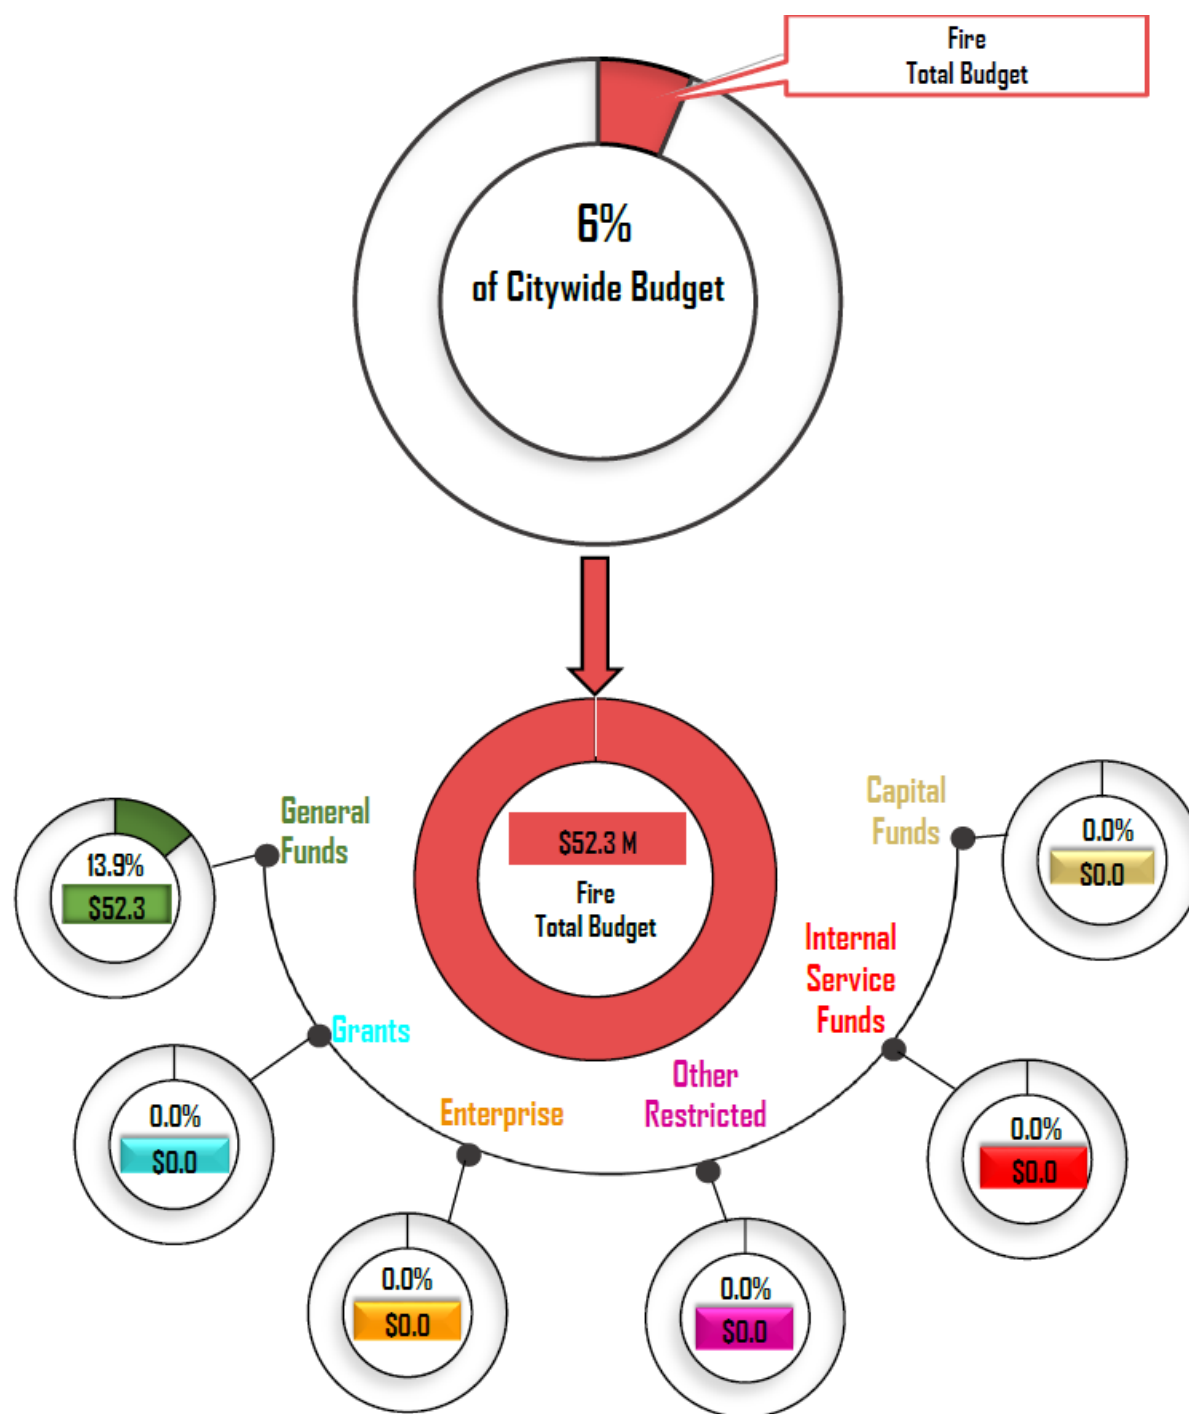 Fire
Total Budget
6%
of Citywide Budget
$52.3 M
Fire
Total Budget
General
Funds
13.9%
$52.3
Grants
0.0%
$0.0
Enterprise
0.0%
$0.0
Other
Restricted
0.0%
$0.0
Internal
Service
Funds
0.0%
$0.0
Capital
Funds
0.0%
$0.0